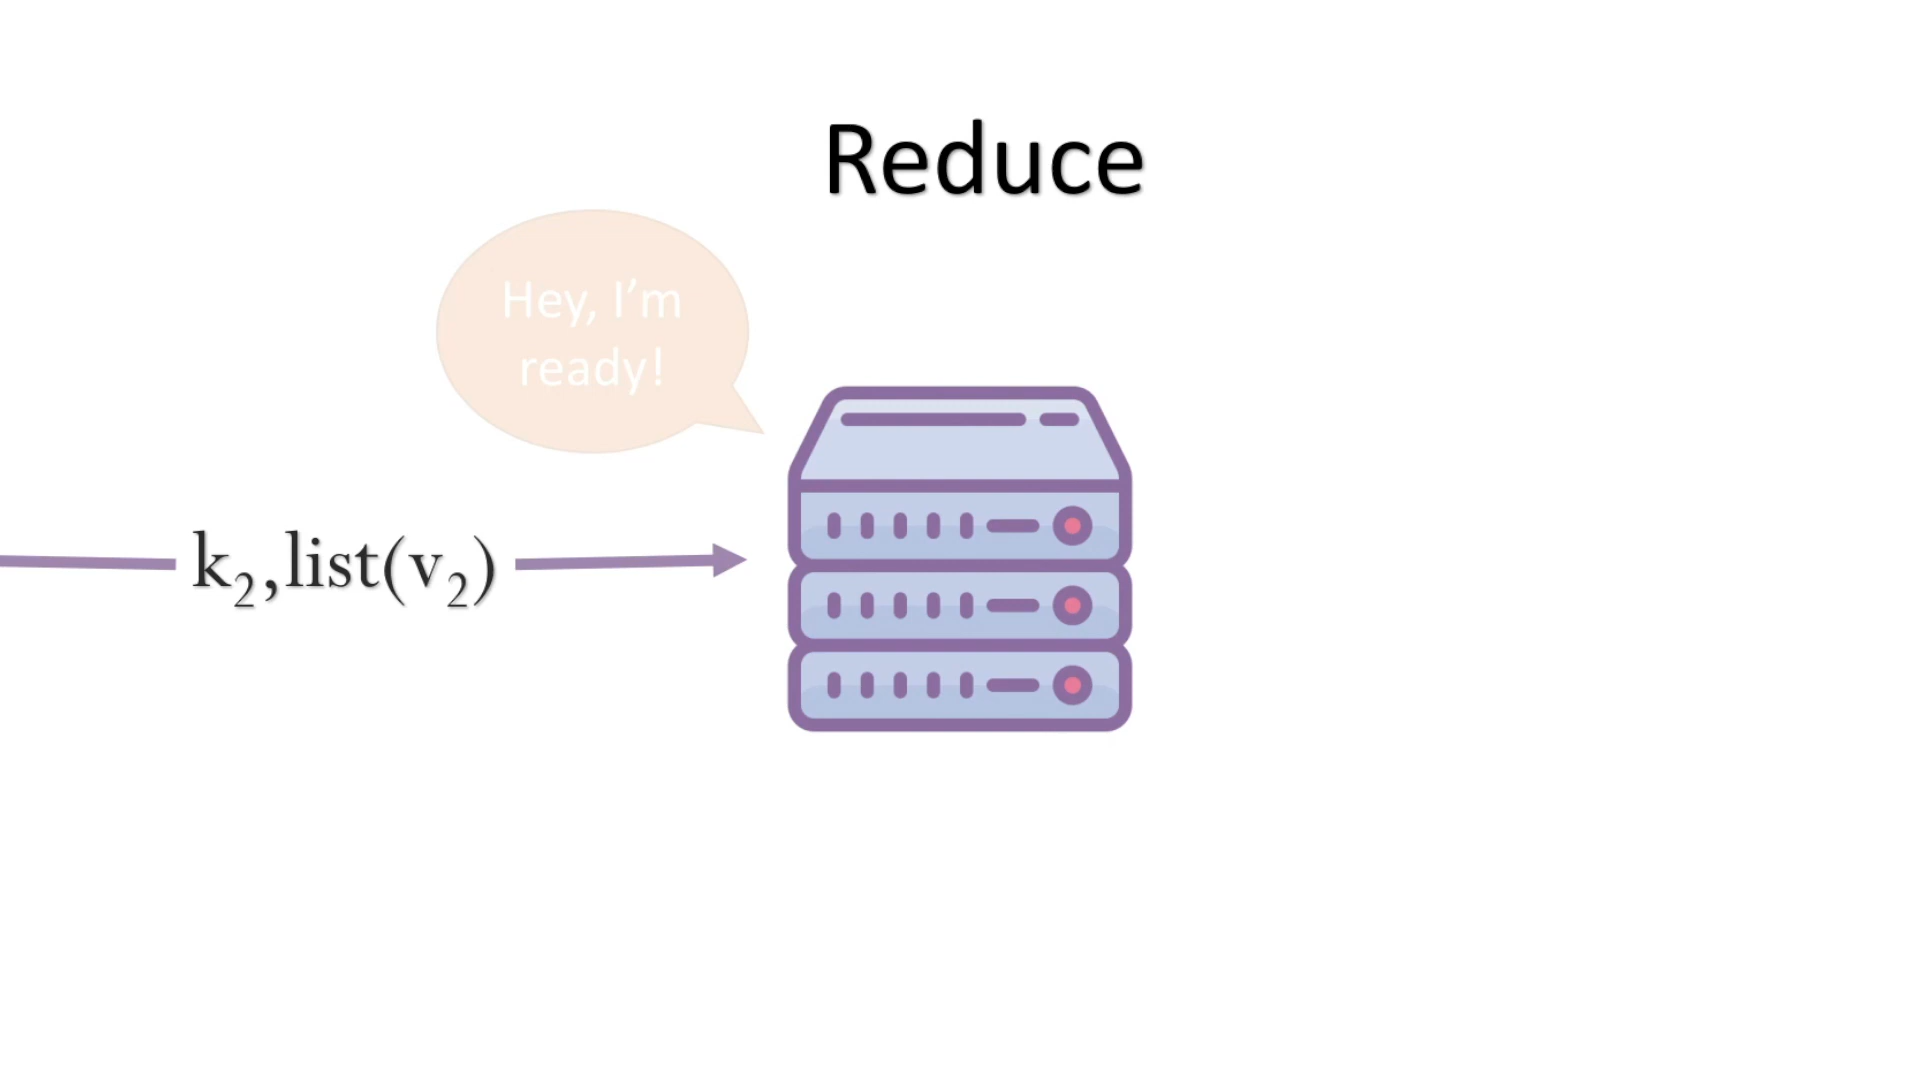 Reduce
Hey, I’m
ready!
k₂,list(v₂)